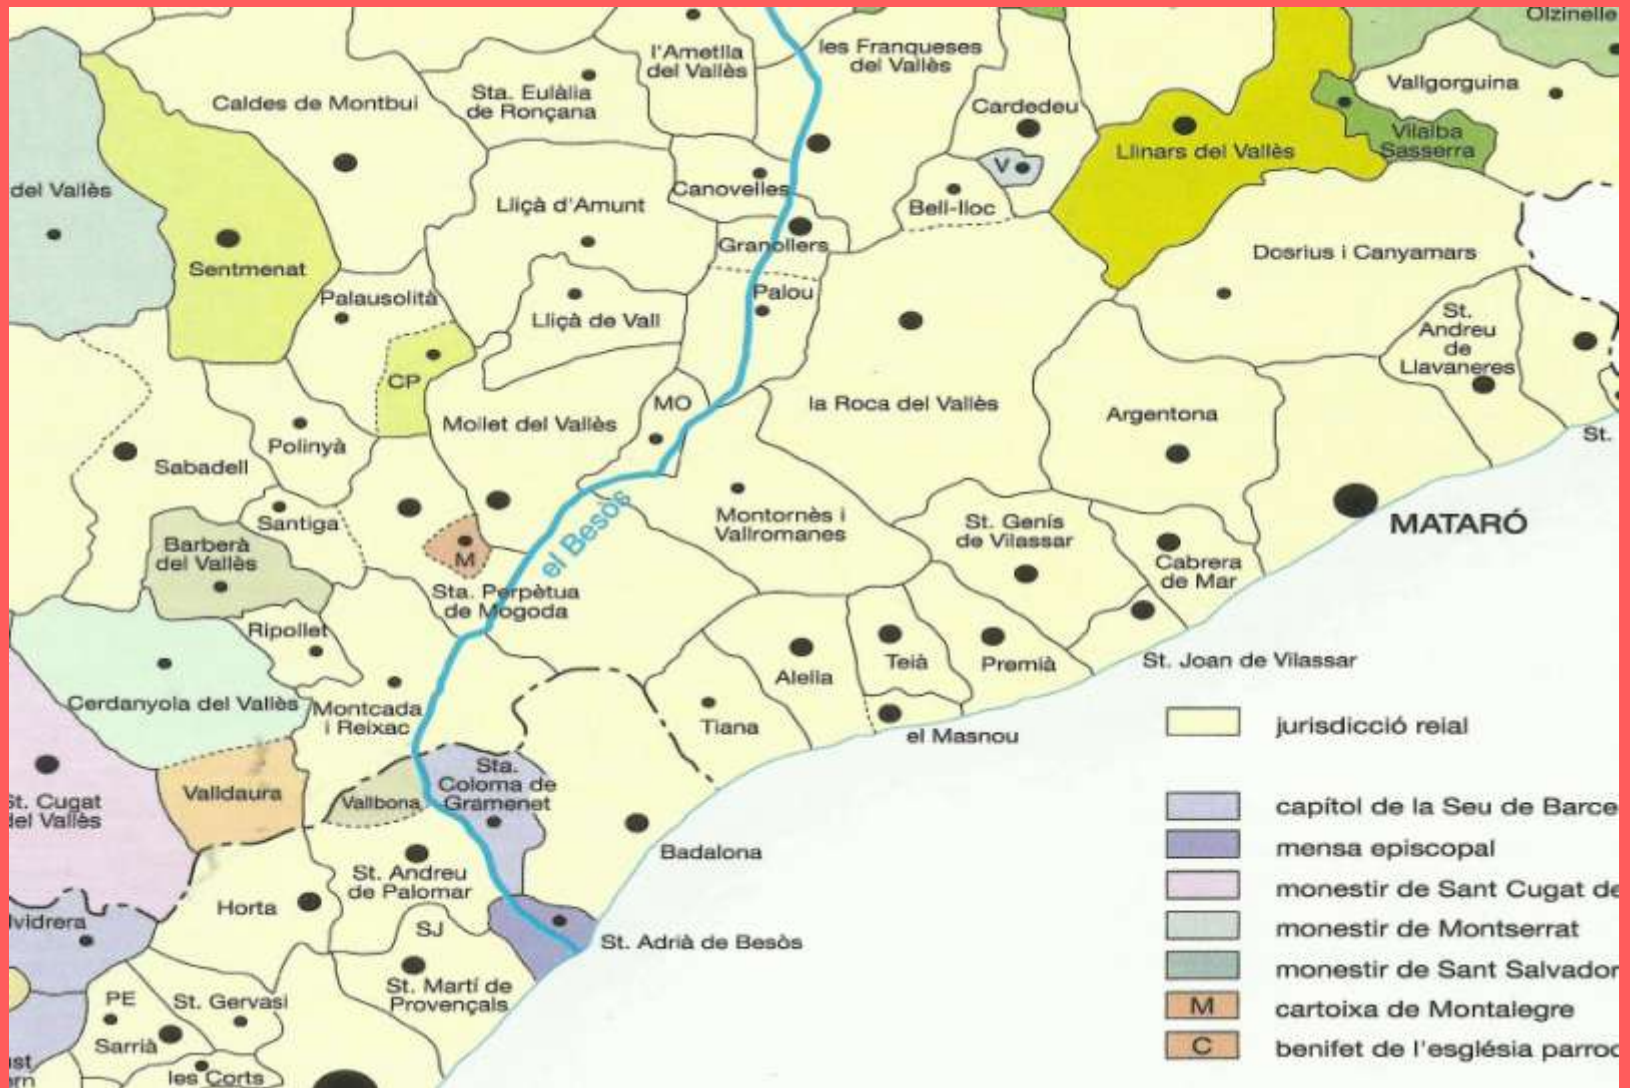 Olzinelle
l'Ametlla
del Vallès
les Franqueses
del Vallès
Vallgorguina
Caldes de Montbui
Sta. Eulàlia
de Ronçana
Cardedeu
Vilalba
Sasserra
Llinars del Vallès
V
del Vallès
Canovelles
Lliçà d'Amunt
Bell-lloc
Granollers
Dosrius i Canyamars
Sentmenat
Palausolità
Palou
Lliçà de Vall
St.
Andreu
de
Llavaneres
CP
MO
la Roca del Vallès
Argentona
Mollet del Vallès
St.
Polinyà
Sabadell
Santiga
Montornès i
Vallromanes
St. Genís
de Vilassar
MATARÓ
Barberà
del Vallès
M
el Besòs
Cabrera
de Mar
Sta. Perpètua
de Mogoda
Ripollet
Alella
Teià
Premià
St. Joan de Vilassar
Cerdanyola del Vallès
Montcada
i Reixac
Tiana
el Masnou
jurisdicció reial
Sta.
Coloma de
Gramenet
Valldaura
Vallbona
St. Cugat
del Vallès
capítol de la Seu de Barce
Badalona
mensa episcopal
St. Andreu
de Palomar
monestir de Sant Cugat de
Horta
lvidrera
SJ
monestir de Montserrat
St. Adrià de Besòs
monestir de Sant Salvador
St. Martí de
Provençals
PE
St. Gervasi
M
cartoixa de Montalegre
Sarrià
C
benifet de l'església parroc
les Corts